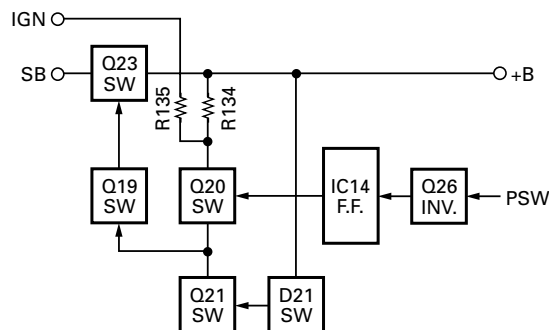 IGN
SB
Q23
SW
+B
R135
R134
Q19
SW
Q20
SW
IC14
F.F.
Q26
INV.
PSW
Q21
SW
D21
SW